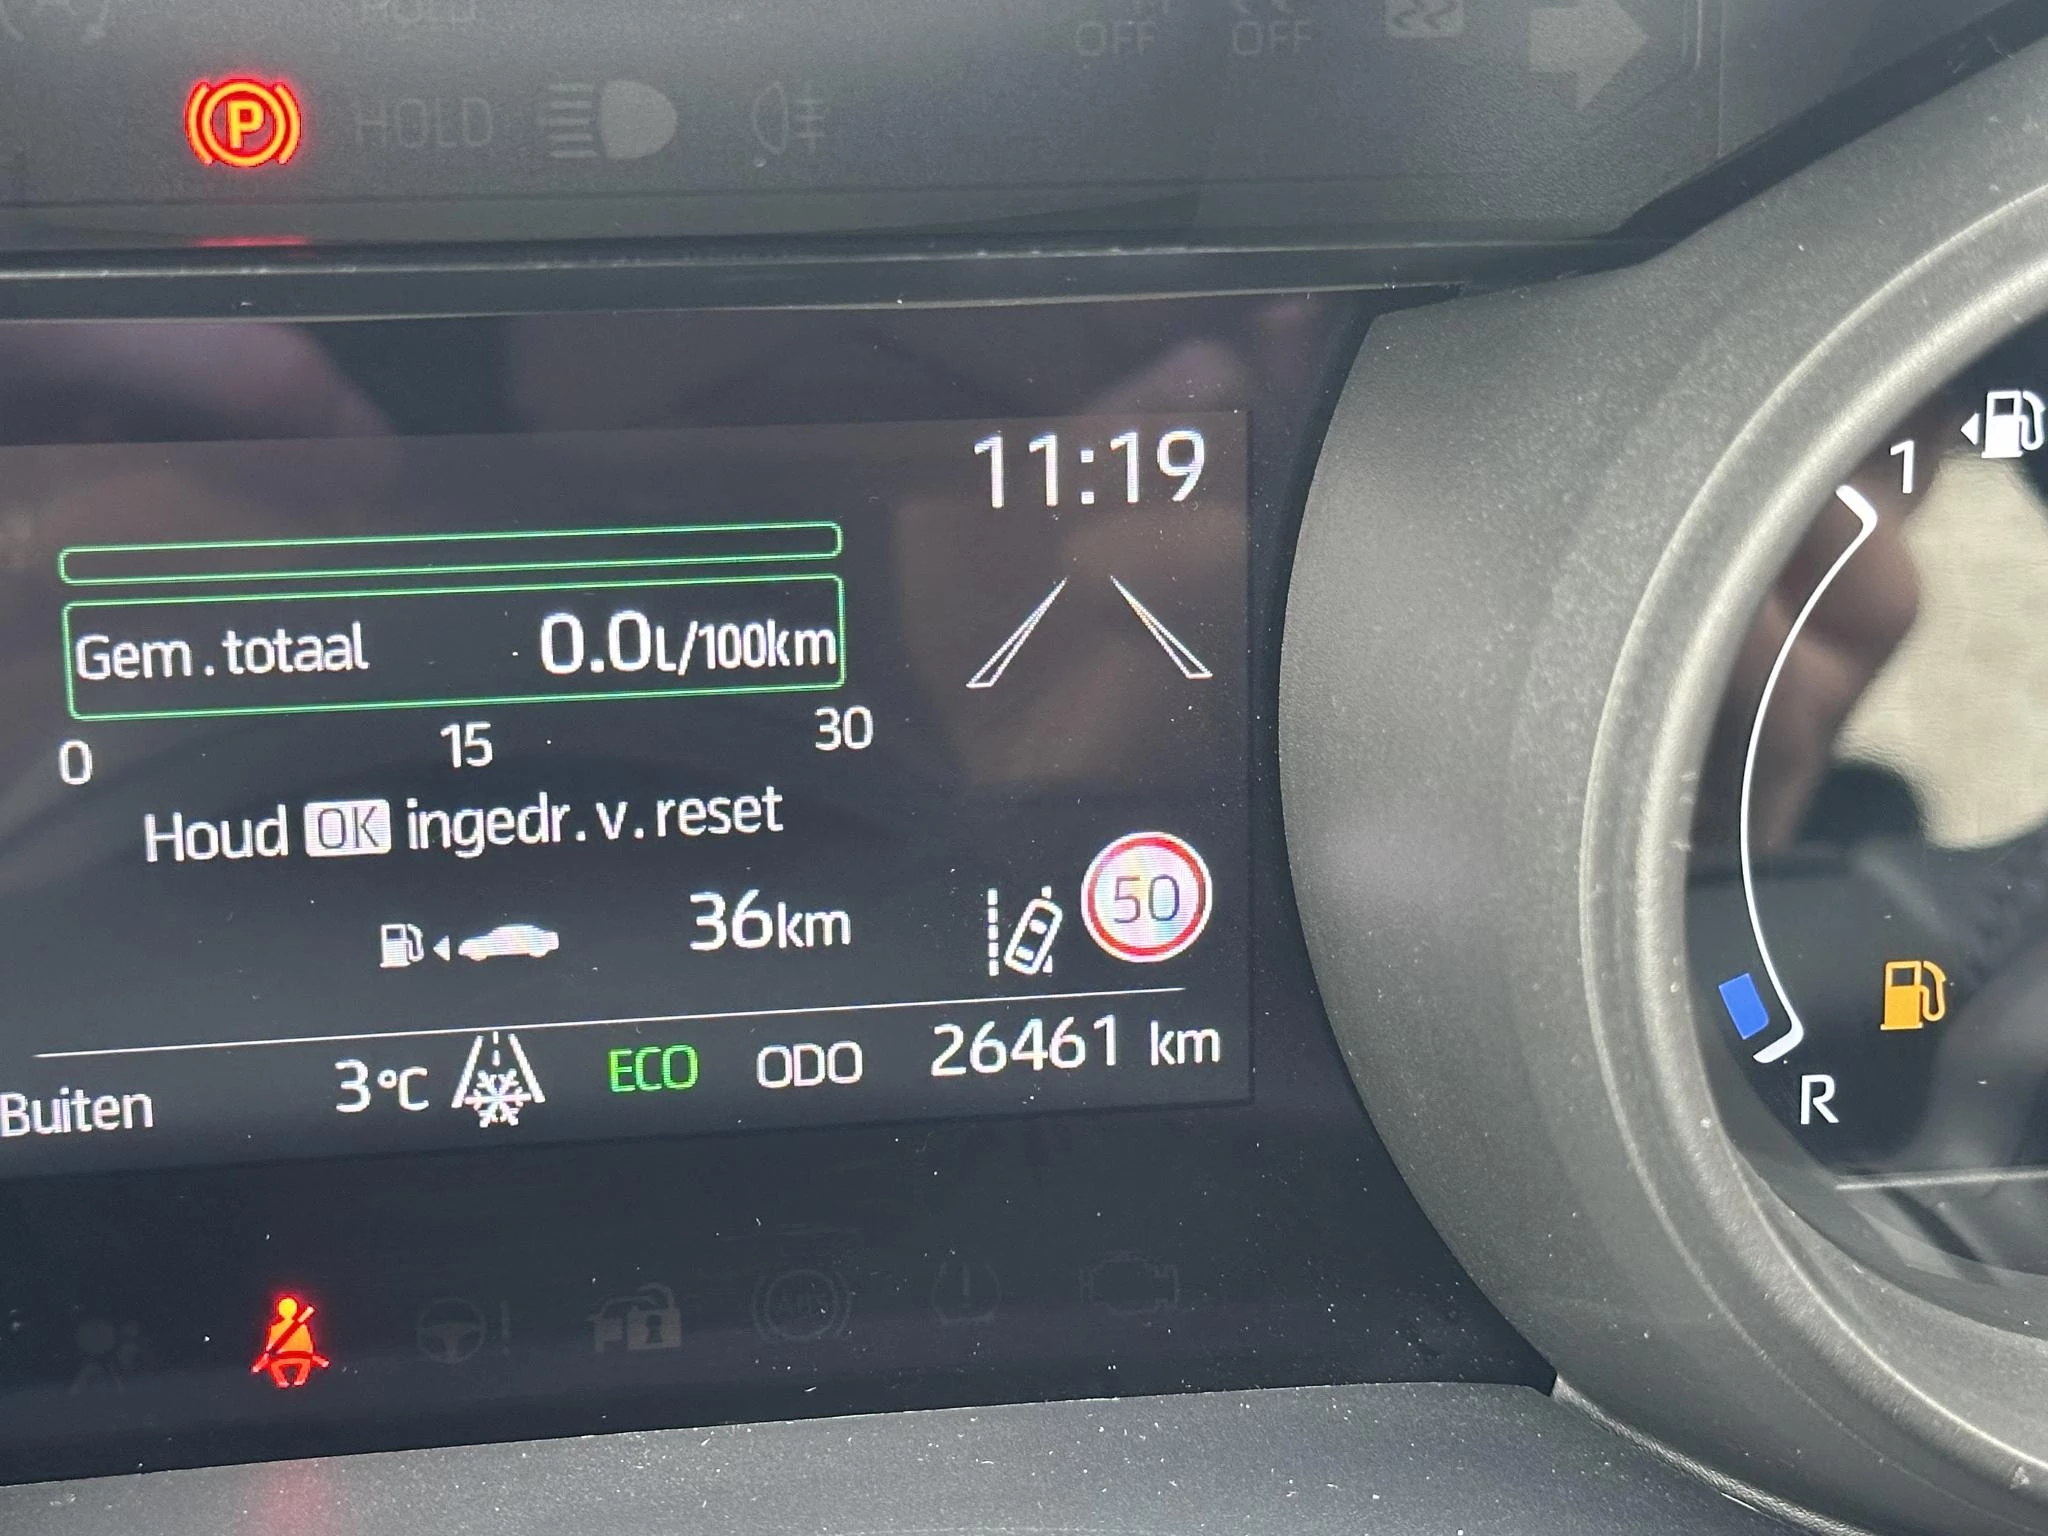 HOLD
OFF OFF
P HOLD
11:19
1
Gem. totaal 0.0L/100km
0 15 30
Houd OK ingedr. v. reset
36km 50
Buiten 3°C ECO ODO 26461 km
R